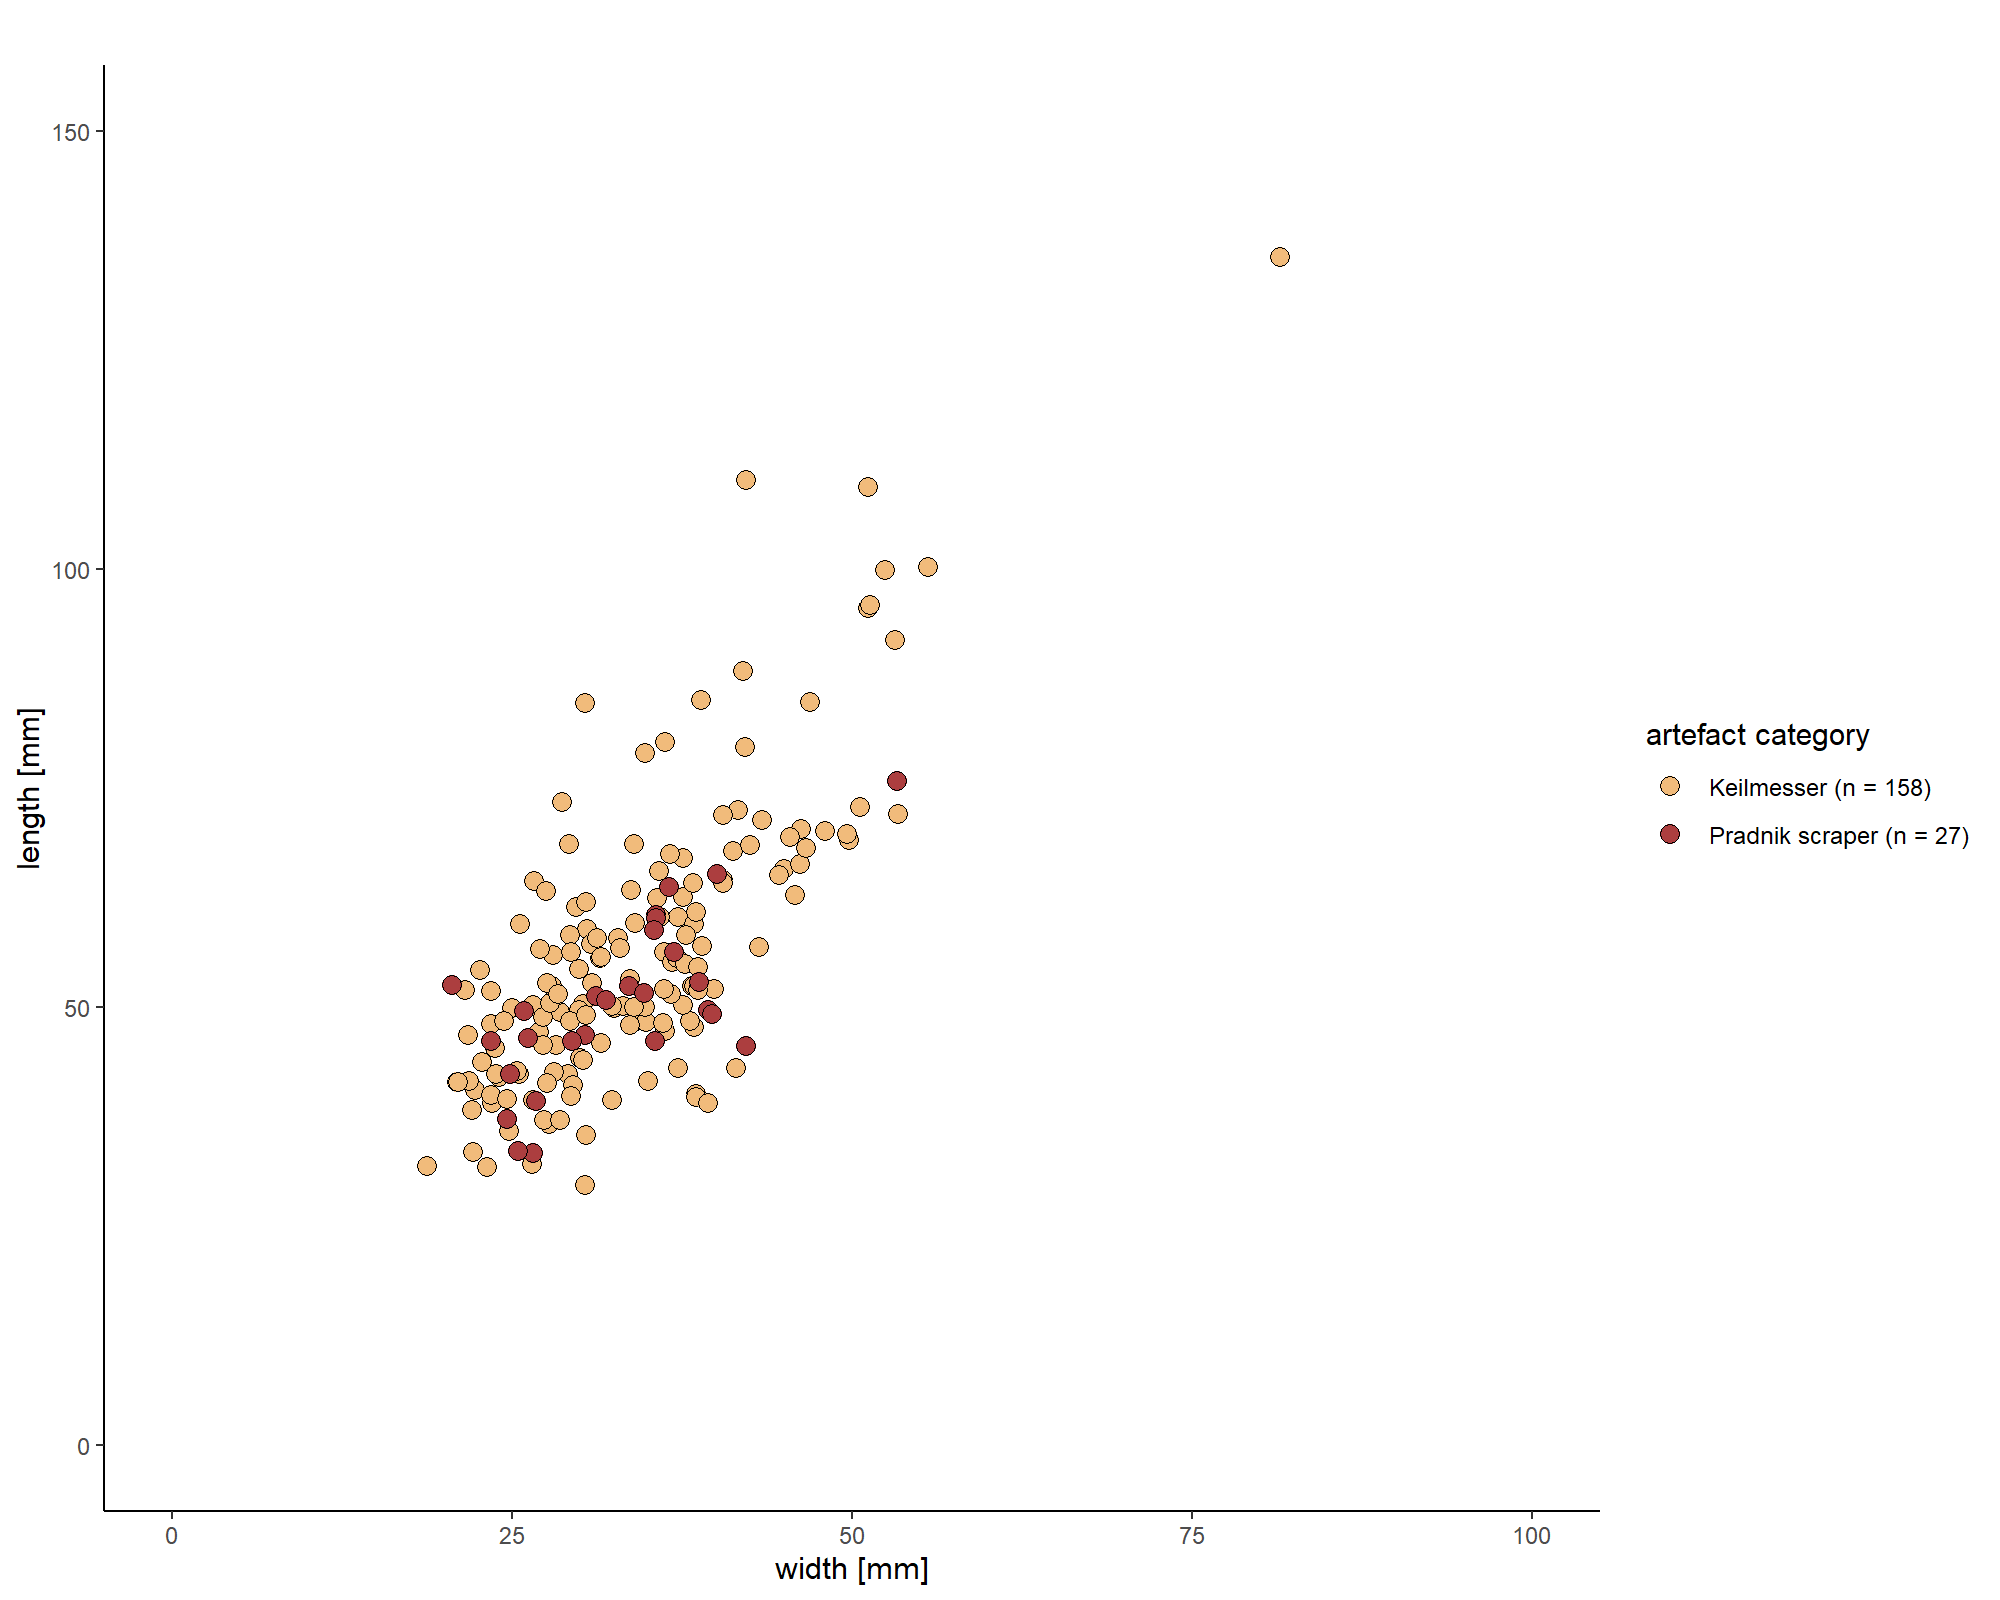 150
100
50
0
length [mm]
0 25 50 75 100
width [mm]
artefact category
Keilmesser (n = 158)
Pradnik scraper (n = 27)